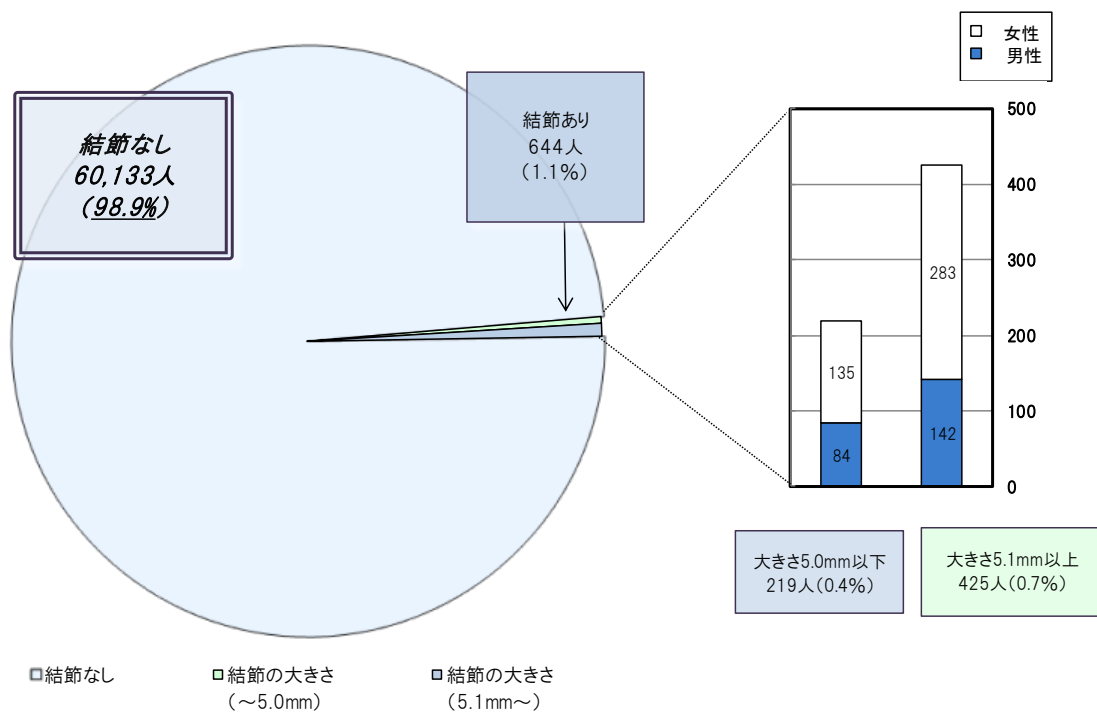 女性
男性
結節なし
60,133人
(98.9%)
結節あり
644人
(1.1%)
500
400
300
200
100
0
135
84
283
142
大きさ5.0mm以下
219人(0.4%)
大きさ5.1mm以上
425人(0.7%)
結節なし
結節の大きさ
(~5.0mm)
結節の大きさ
(5.1mm~)